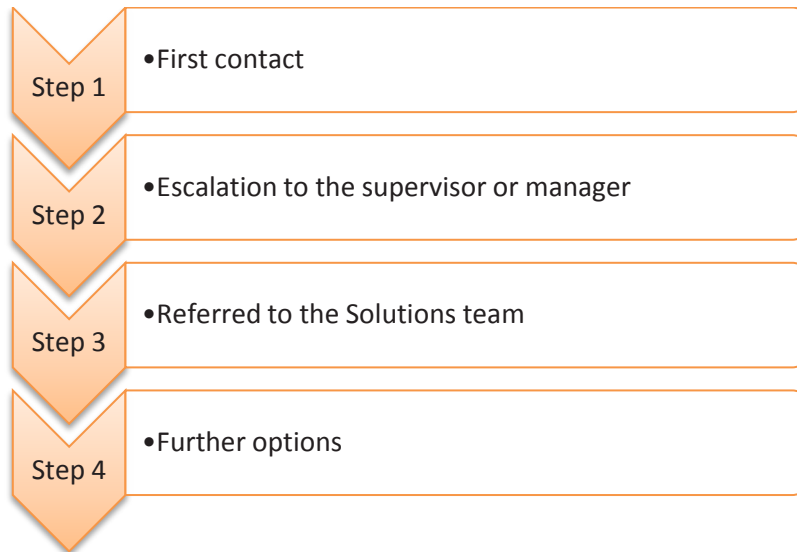 Step 1
•First contact
Step 2
•Escalation to the supervisor or manager
Step 3
•Referred to the Solutions team
Step 4
•Further options